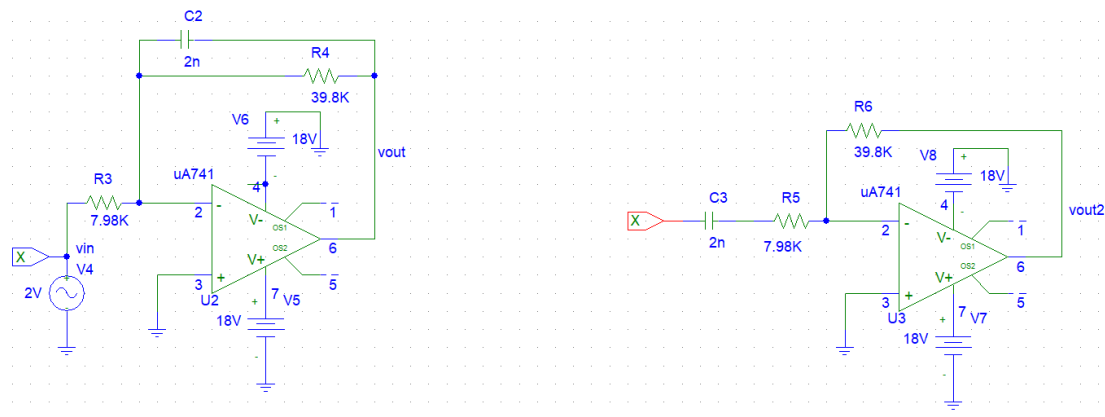 C2
2n
R4
39.8K
V6
+
18V
-
vout
R3
7.98K
uA741
4
2
-
V-
OS1
1
6
OS2
V+
+
3
5
U2
7
X
vin
V4
+
-
2V
+
V5
18V
-
R6
39.8K
V8
+
18V
-
vout2
X
C3
2n
R5
7.98K
uA741
4
2
-
V-
OS1
1
6
OS2
V+
+
3
5
U3
7
+
V7
18V
-